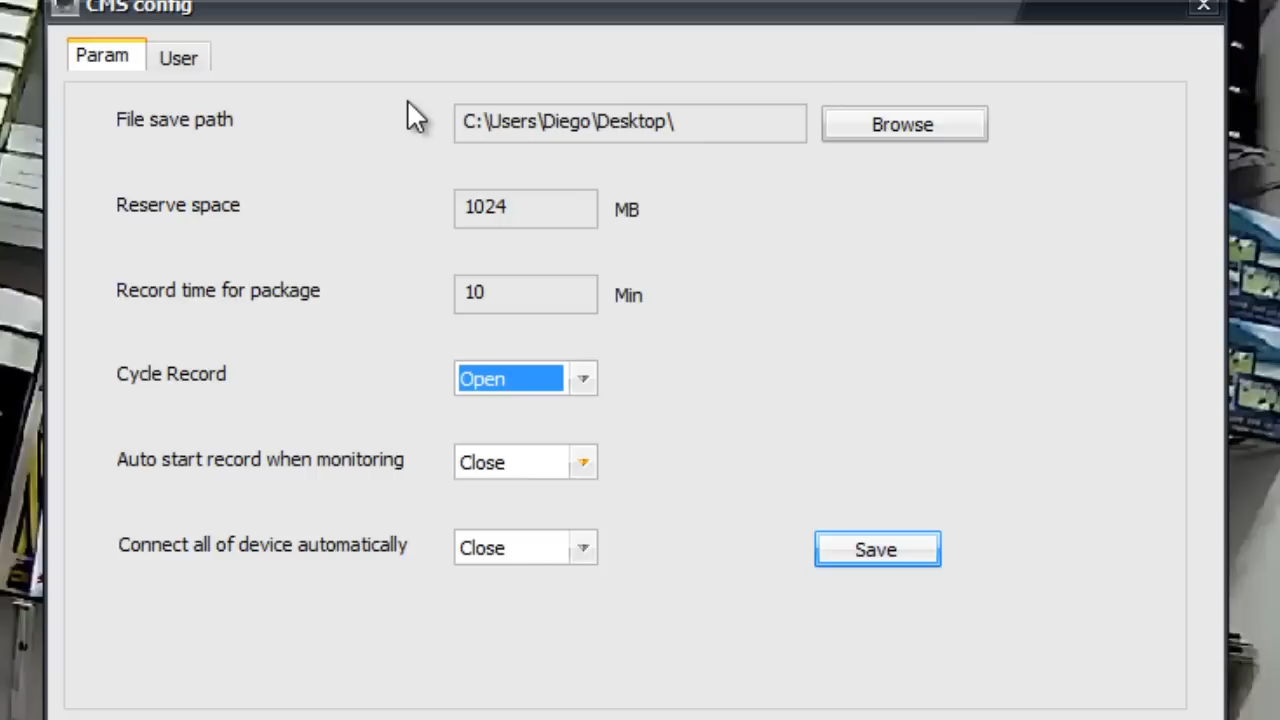 CMS config
Param User
File save path C:\Users\Diego\Desktop\ Browse
Reserve space 1024 MB
Record time for package 10 Min
Cycle Record Open
Auto start record when monitoring Close
Connect all of device automatically Close Save